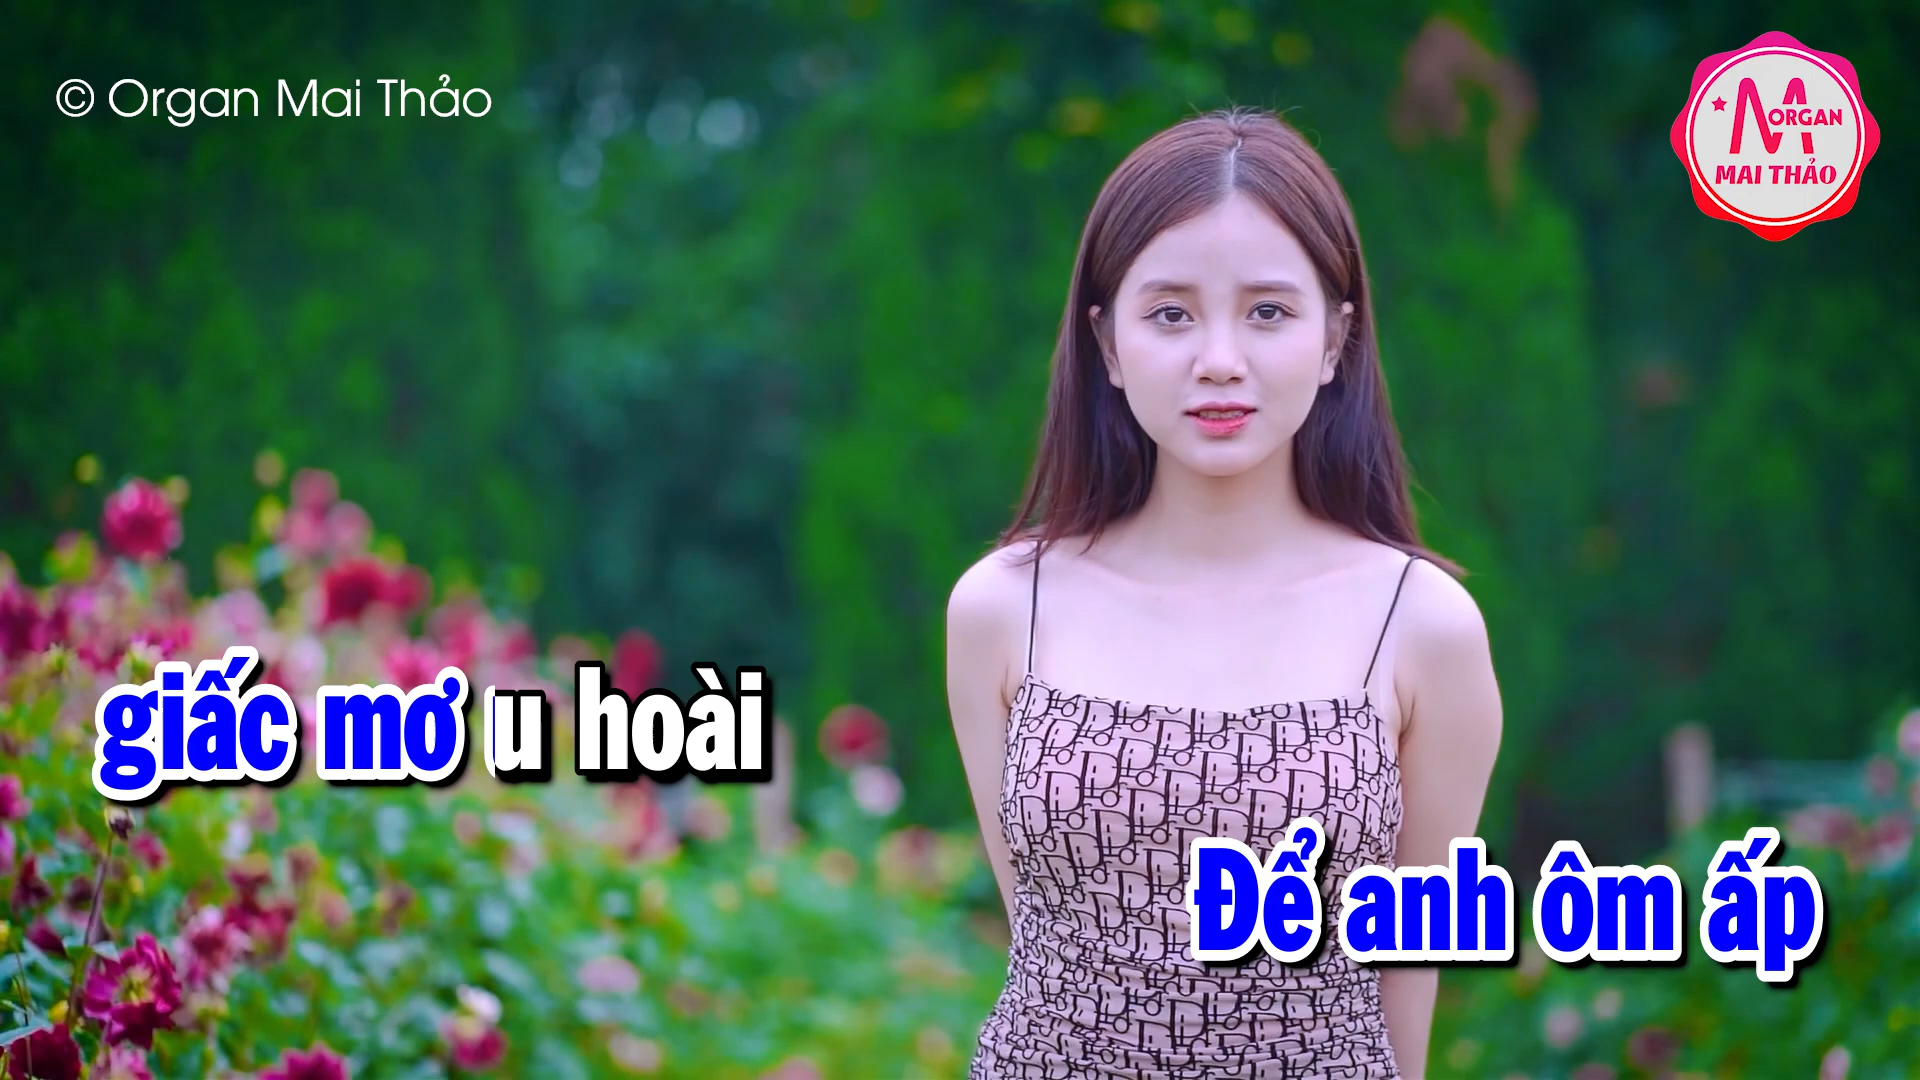 © Organ Mai Thảo
M ORGAN
MAI THẢO
giấc mơ u hoài
Để anh ôm ấp